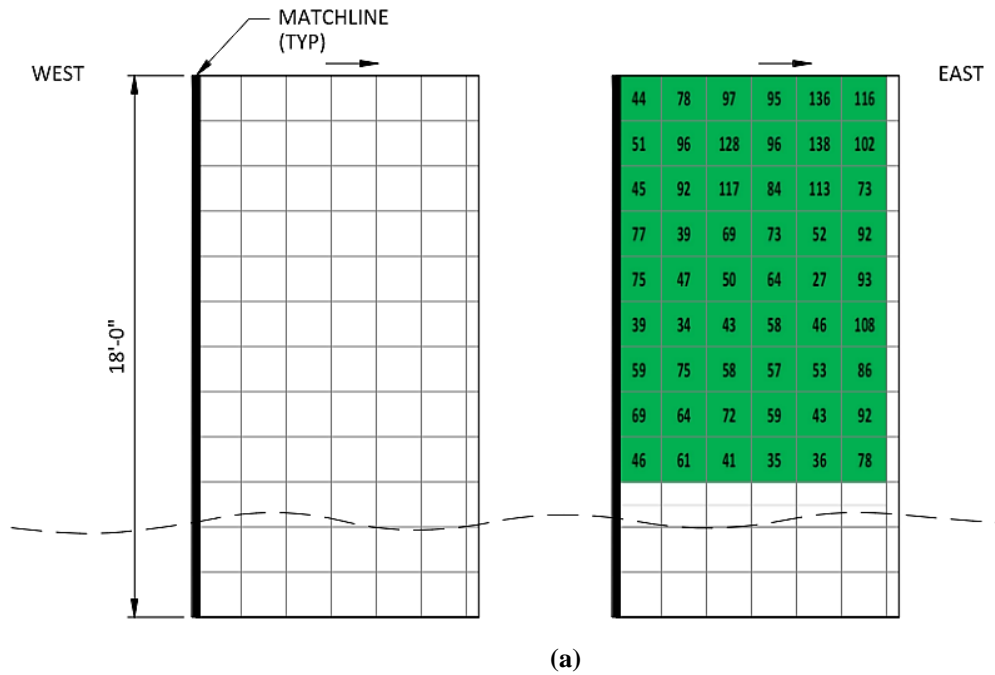 MATCHLINE
(TYP)
WEST
EAST
18'-0"
44 78 97 95 136 116
51 96 128 96 138 102
45 92 117 84 113 73
77 39 69 73 52 92
75 47 50 64 27 93
39 34 43 58 46 108
59 75 58 57 53 86
69 64 72 59 43 92
46 61 41 35 36 78
(a)